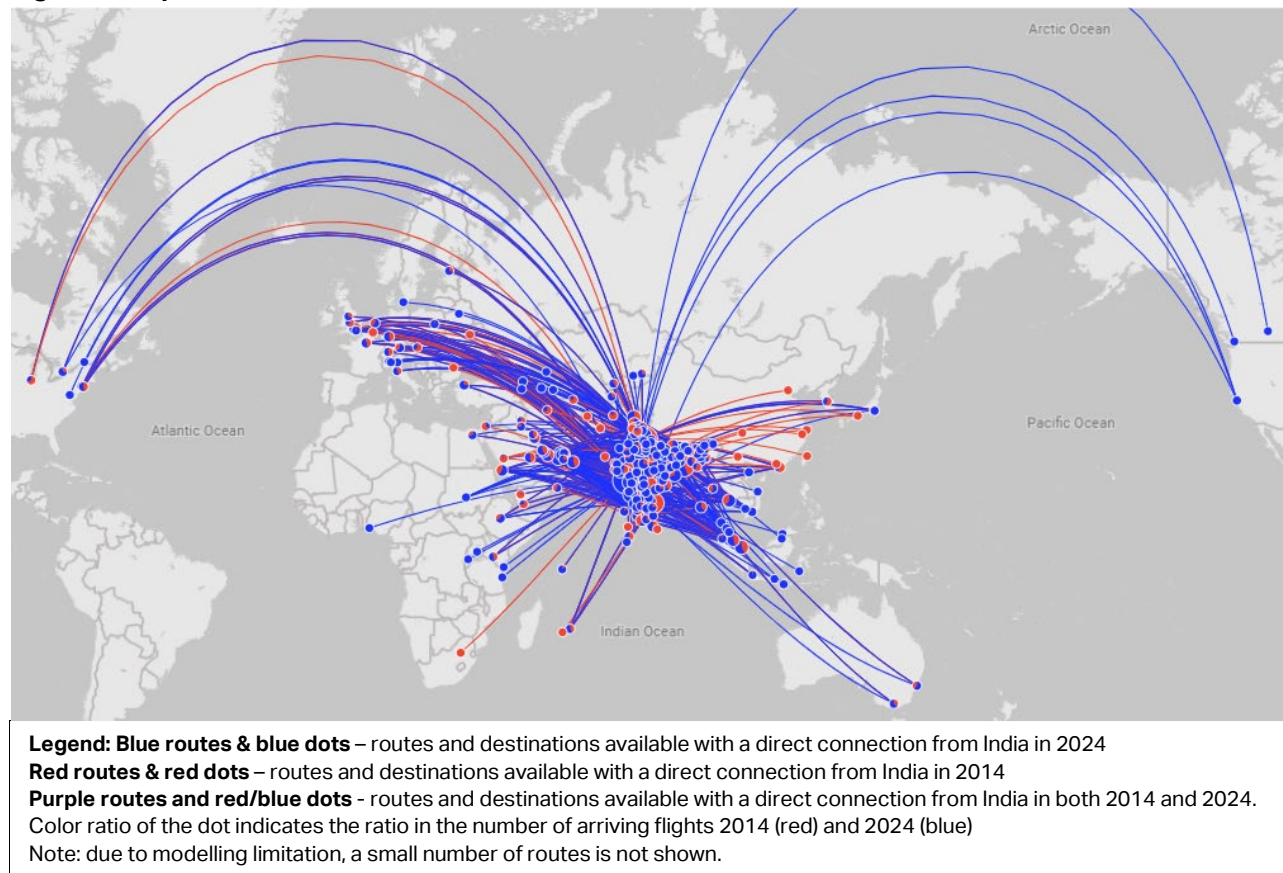 Arctic Ocean
Atlantic Ocean
Pacific Ocean
Indian Ocean
Legend: Blue routes & blue dots – routes and destinations available with a direct connection from India in 2024
Red routes & red dots – routes and destinations available with a direct connection from India in 2014
Purple routes and red/blue dots - routes and destinations available with a direct connection from India in both 2014 and 2024.
Color ratio of the dot indicates the ratio in the number of arriving flights 2014 (red) and 2024 (blue)
Note: due to modelling limitation, a small number of routes is not shown.